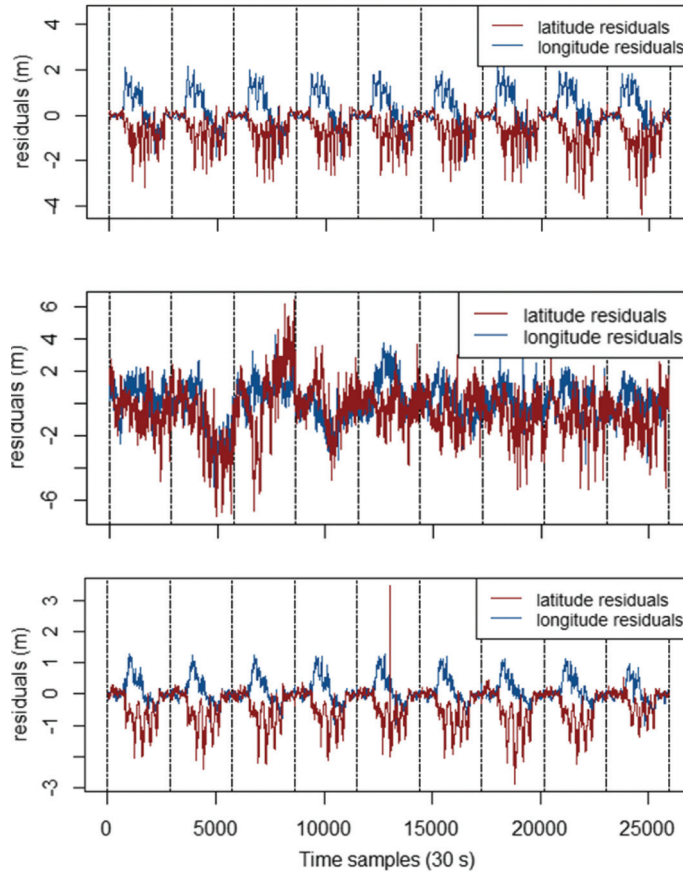 latitude residuals
longitude residuals
residuals (m)
4
2
0
-2
-4
latitude residuals
longitude residuals
residuals (m)
6
4
2
-2
-6
latitude residuals
longitude residuals
residuals (m)
3
2
1
0
-1
-3
0 5000 10000 15000 20000 25000
Time samples (30 s)